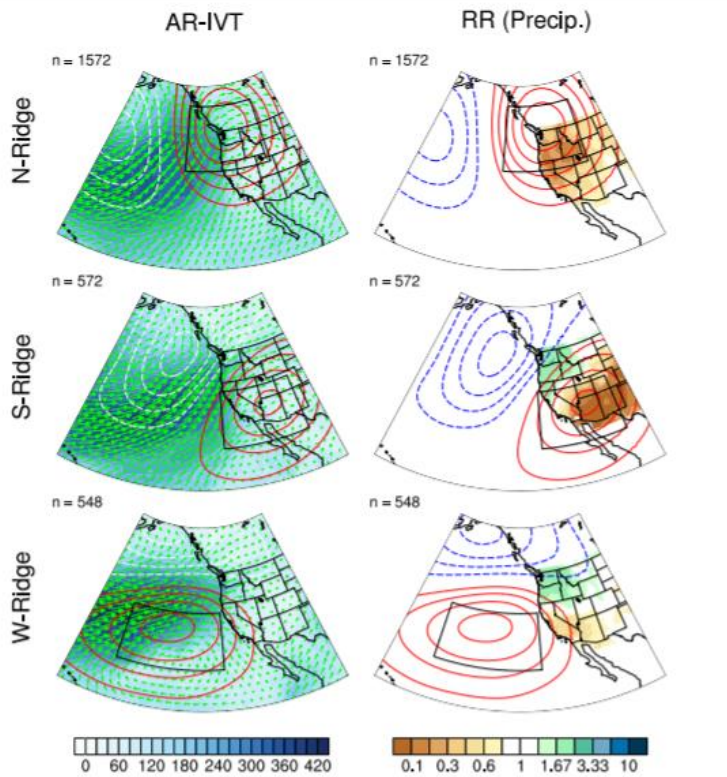 AR-IVT RR (Precip.)
n = 1572 n = 1572
N-Ridge
n = 572 n = 572
S-Ridge
n = 548 n = 548
W-Ridge
0 60 120 180 240 300 360 420 0.1 0.3 0.6 1 1.67 3.33 10